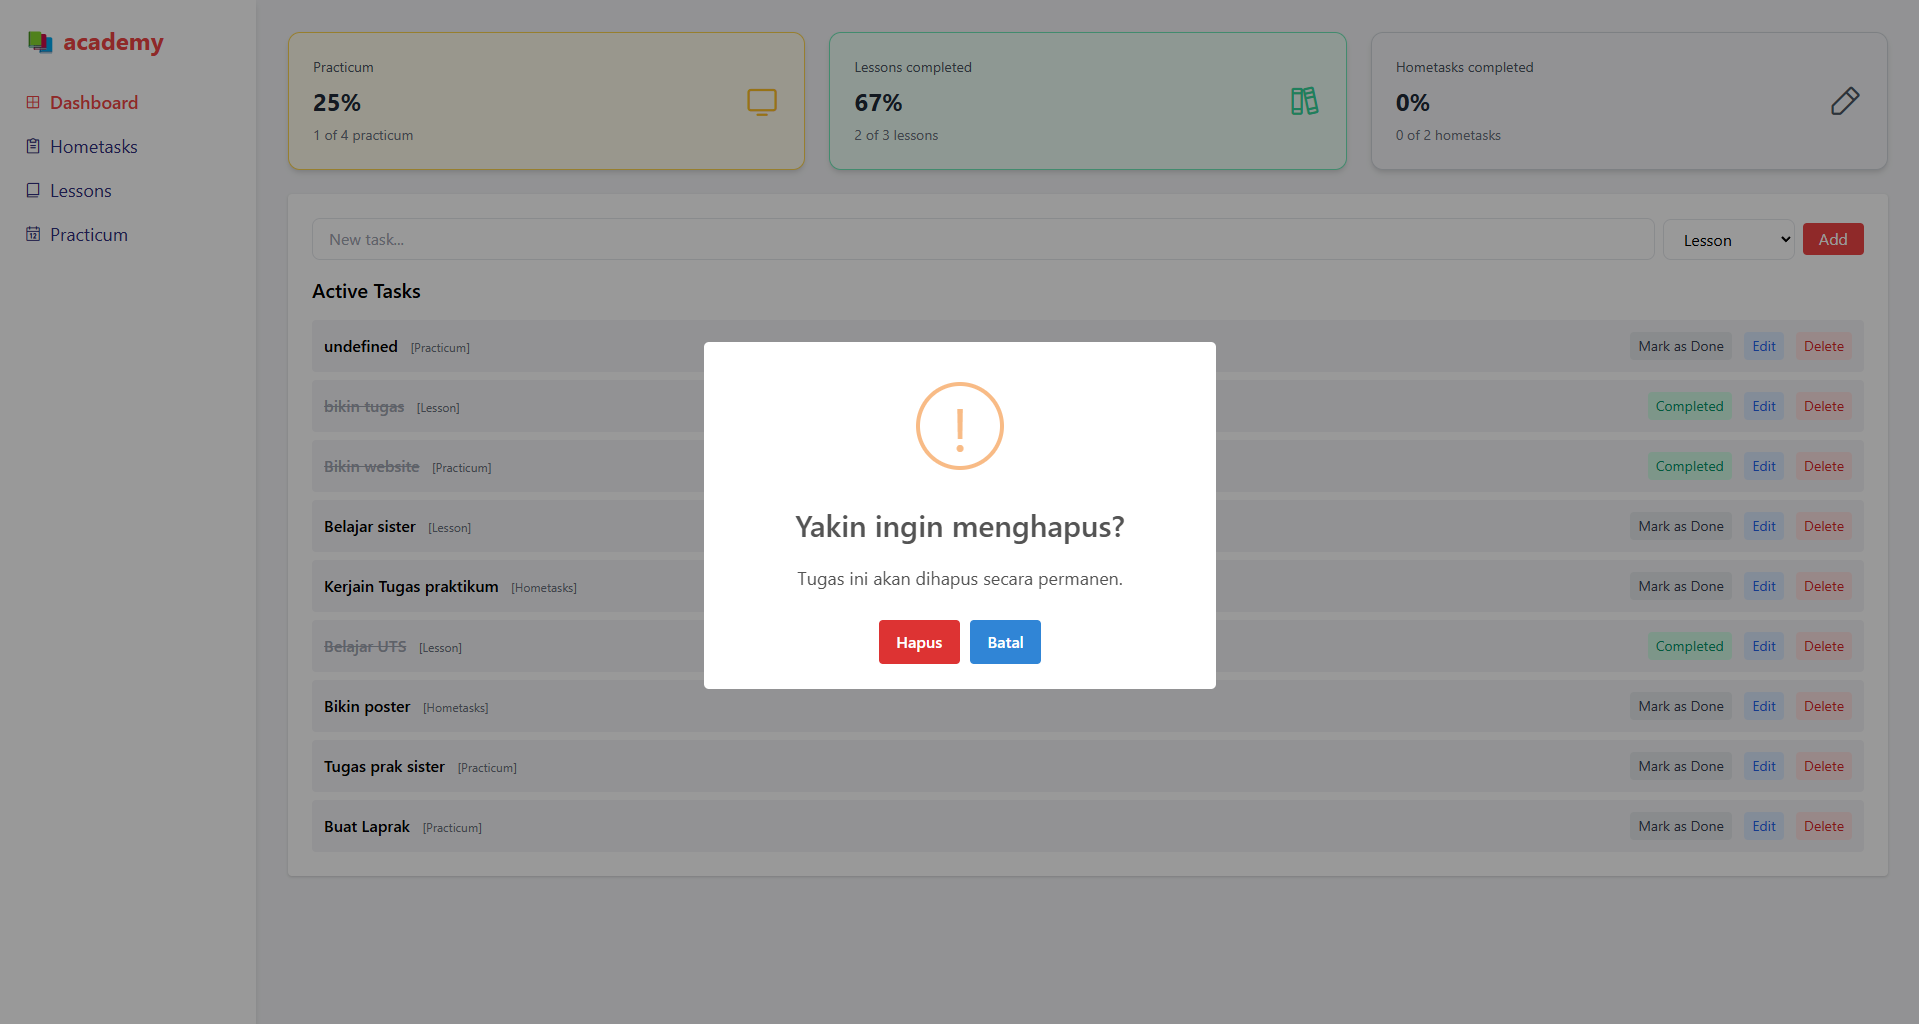 academy
Dashboard
Hometasks
Lessons
Practicum
Practicum
25%
1 of 4 practicum
Lessons completed
67%
2 of 3 lessons
Hometasks completed
0%
0 of 2 hometasks
New task...
Lesson
Add
Active Tasks
undefined [Practicum] Mark as Done Edit Delete
bikin tugas [Lesson] Completed Edit Delete
Bikin website [Practicum] Completed Edit Delete
Belajar sister [Lesson] Mark as Done Edit Delete
Kerjain Tugas praktikum [Hometasks] Mark as Done Edit Delete
Belajar UTS [Lesson] Completed Edit Delete
Bikin poster [Hometasks] Mark as Done Edit Delete
Tugas prak sister [Practicum] Mark as Done Edit Delete
Buat Laprak [Practicum] Mark as Done Edit Delete
Yakin ingin menghapus?
Tugas ini akan dihapus secara permanen.
Hapus Batal